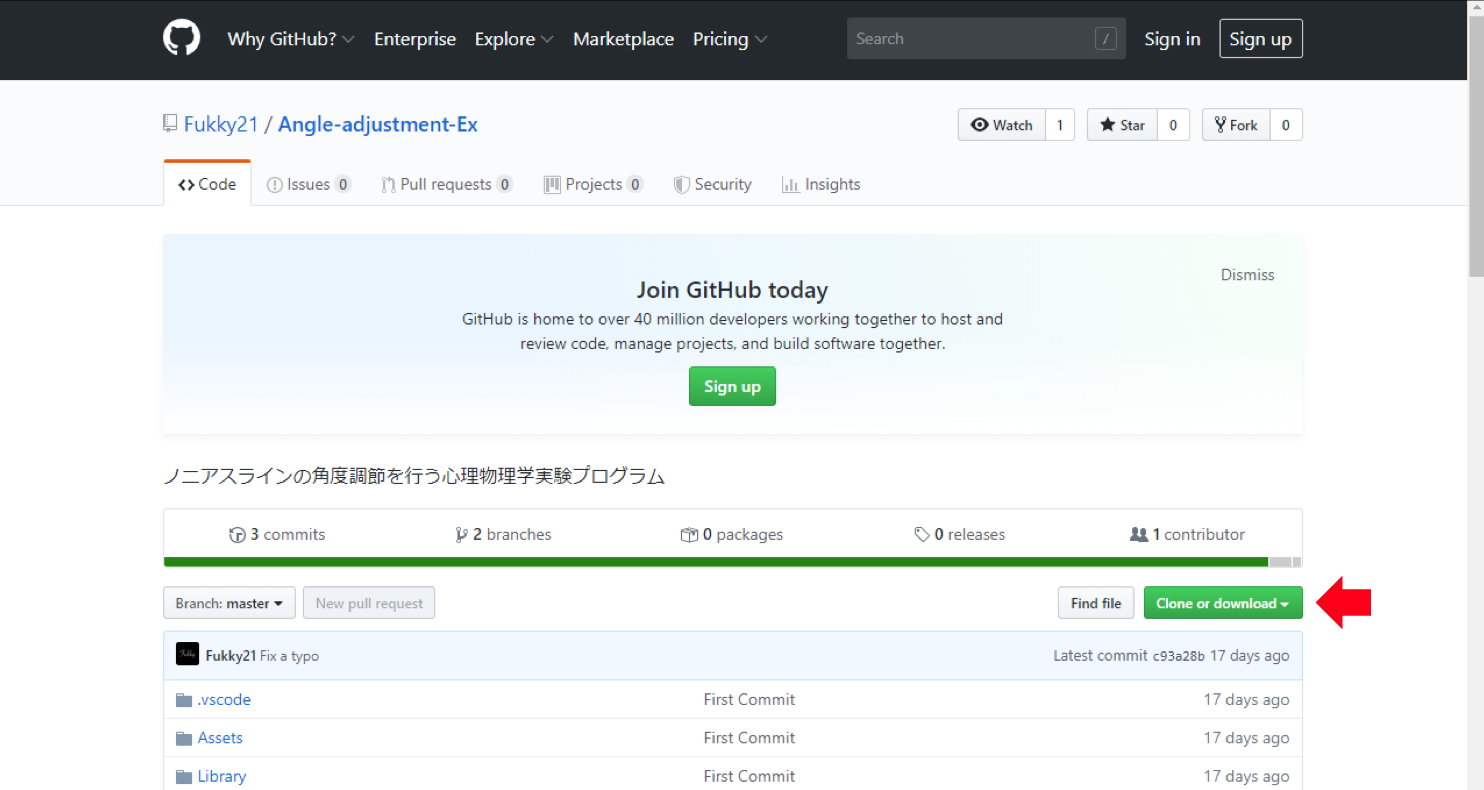 Why GitHub? Enterprise Explore Marketplace Pricing Search / Sign in Sign up
Fukky21 / Angle-adjustment-Ex Watch 1 Star 0 Fork 0
Code Issues 0 Pull requests 0 Projects 0 Security Insights
Dismiss
Join GitHub today
GitHub is home to over 40 million developers working together to host and
review code, manage projects, and build software together.
Sign up
ノニアスラインの角度調節を行う心理物理学実験プログラム
3 commits 2 branches 0 packages 0 releases 1 contributor
Branch: master New pull request Find file Clone or download
Fukky21 Fix a typo Latest commit c93a28b 17 days ago
.vscode First Commit 17 days ago
Assets First Commit 17 days ago
Library First Commit 17 days ago